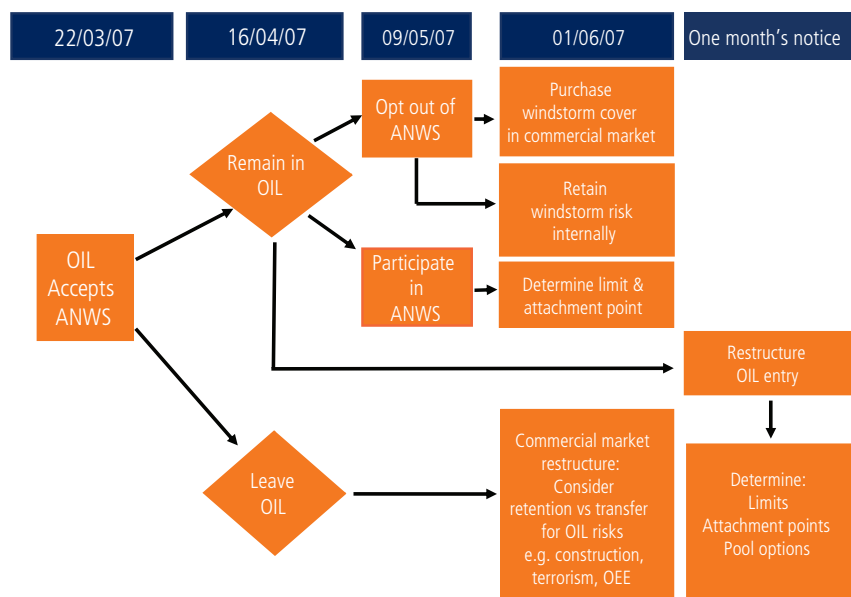 22/03/07
16/04/07
09/05/07
01/06/07
One month's notice
Opt out of
ANWS
Purchase
windstorm cover
in commercial market
Remain in
OIL
Retain
windstorm risk
internally
OIL
Accepts
ANWS
Participate
in
ANWS
Determine limit &
attachment point
Restructure
OIL entry
Leave
OIL
Commercial market
restructure:
Consider
retention vs transfer
for OIL risks
e.g. construction,
terrorism, OEE
Determine:
Limits
Attachment points
Pool options